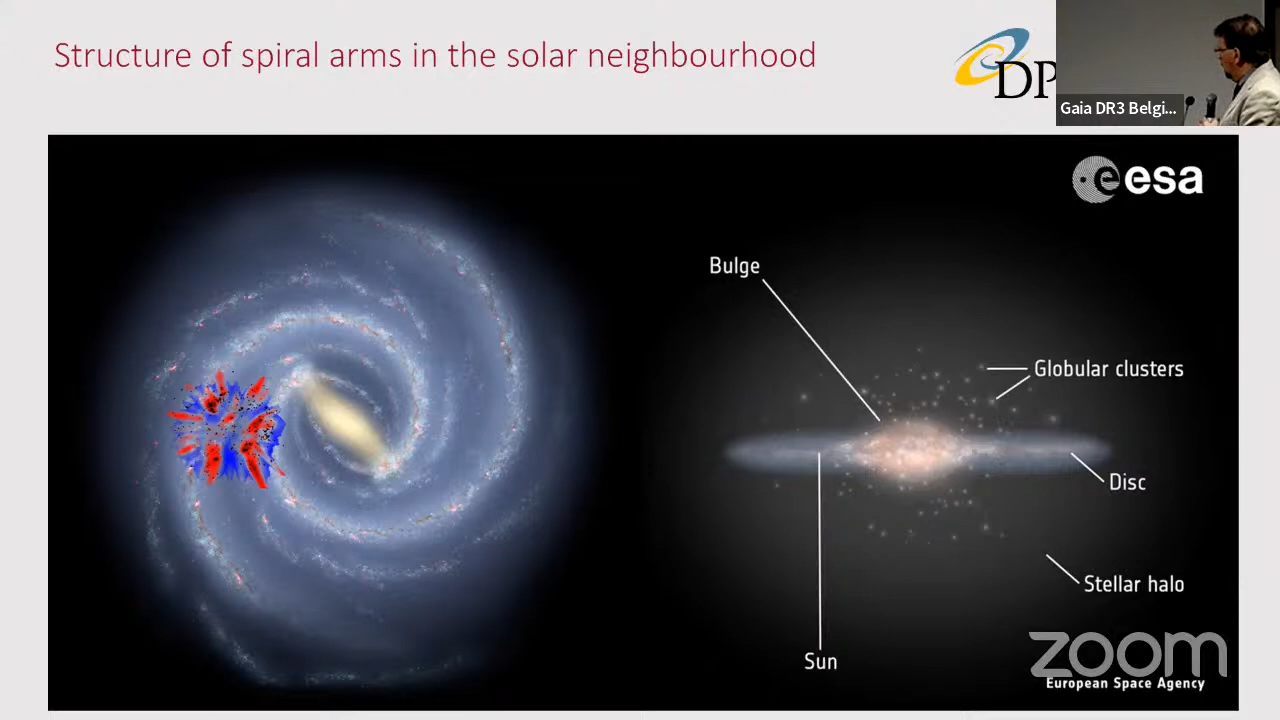 Structure of spiral arms in the solar neighbourhood
DP
Gaia DR3 Belgi...
esa
Bulge
Globular clusters
Disc
Stellar halo
Sun
zoom
European Space Agency